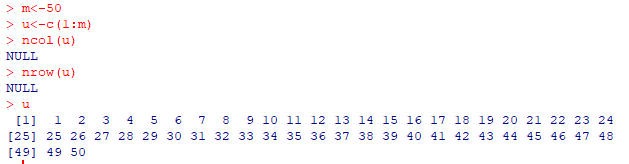 > m<-50
> u<-c(1:m)
> ncol(u)
NULL
> nrow(u)
NULL
> u
 [1]  1  2  3  4  5  6  7  8  9 10 11 12 13 14 15 16 17 18 19 20 21 22 23 24
[25] 25 26 27 28 29 30 31 32 33 34 35 36 37 38 39 40 41 42 43 44 45 46 47 48
[49] 49 50